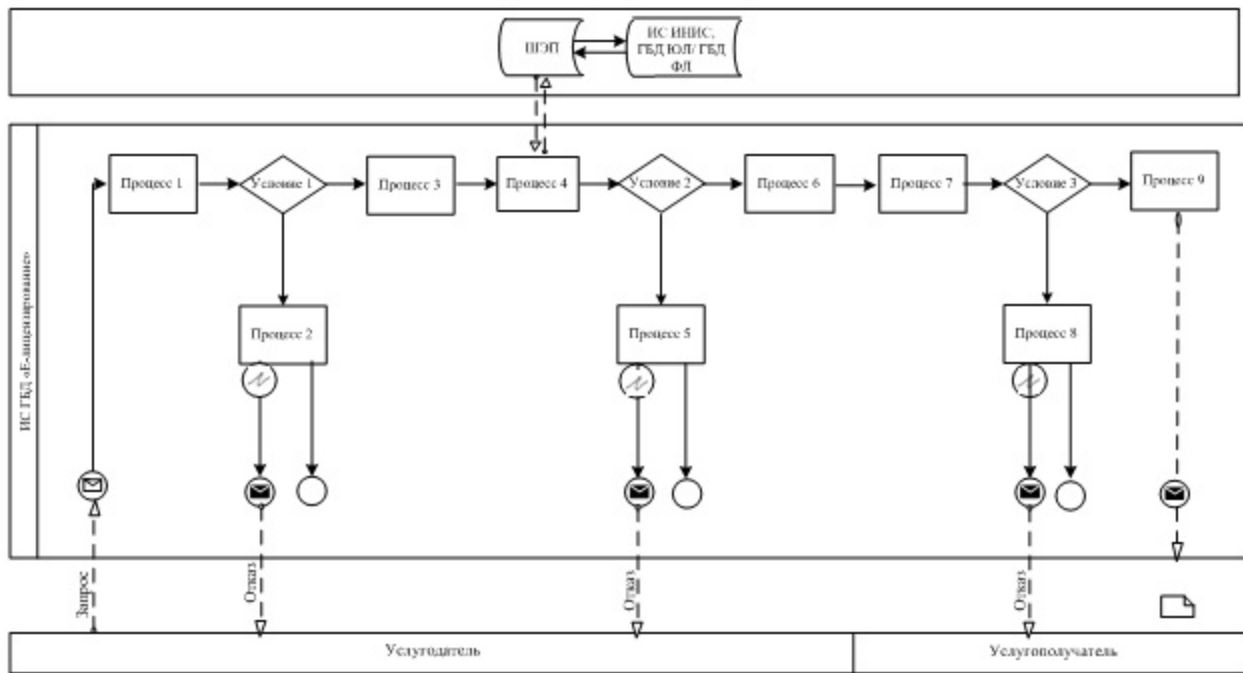 ШЭП
ИС ИНИС,
ГБД ЮЛ/ ГБД
ФЛ
ИС ГБД «Е-лицензирование»
Процесс 1
Условие 1
Процесс 3
Процесс 4
Условие 2
Процесс 6
Процесс 7
Условие 3
Процесс 9
Процесс 2
Процесс 5
Процесс 8
Запрос
Отказ
Отказ
Отказ
Услугодатель
Услугополучатель